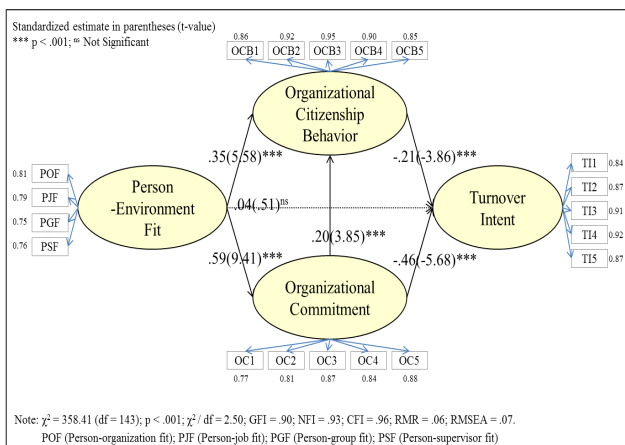 Standardized estimate in parentheses (t-value)
*** p < .001; ⁿˢ Not Significant
0.86 0.92 0.95 0.90 0.85
OCB1 OCB2 OCB3 OCB4 OCB5
Organizational
Citizenship
Behavior
.35(5.58)*** -.21(-3.86)***
0.81 POF
0.79 PJF
0.75 PGF
0.76 PSF
Person
-Environment
Fit
.04(.51)ⁿˢ
Turnover
Intent
TI1 0.84
TI2 0.87
TI3 0.91
TI4 0.92
TI5 0.87
.20(3.85)***
.59(9.41)*** -.46(-5.68)***
Organizational
Commitment
OC1 OC2 OC3 OC4 OC5
0.77 0.81 0.87 0.84 0.88
Note: χ² = 358.41 (df = 143); p < .001; χ² / df = 2.50; GFI = .90; NFI = .93; CFI = .96; RMR = .06; RMSEA = .07.
POF (Person-organization fit); PJF (Person-job fit); PGF (Person-group fit); PSF (Person-supervisor fit)